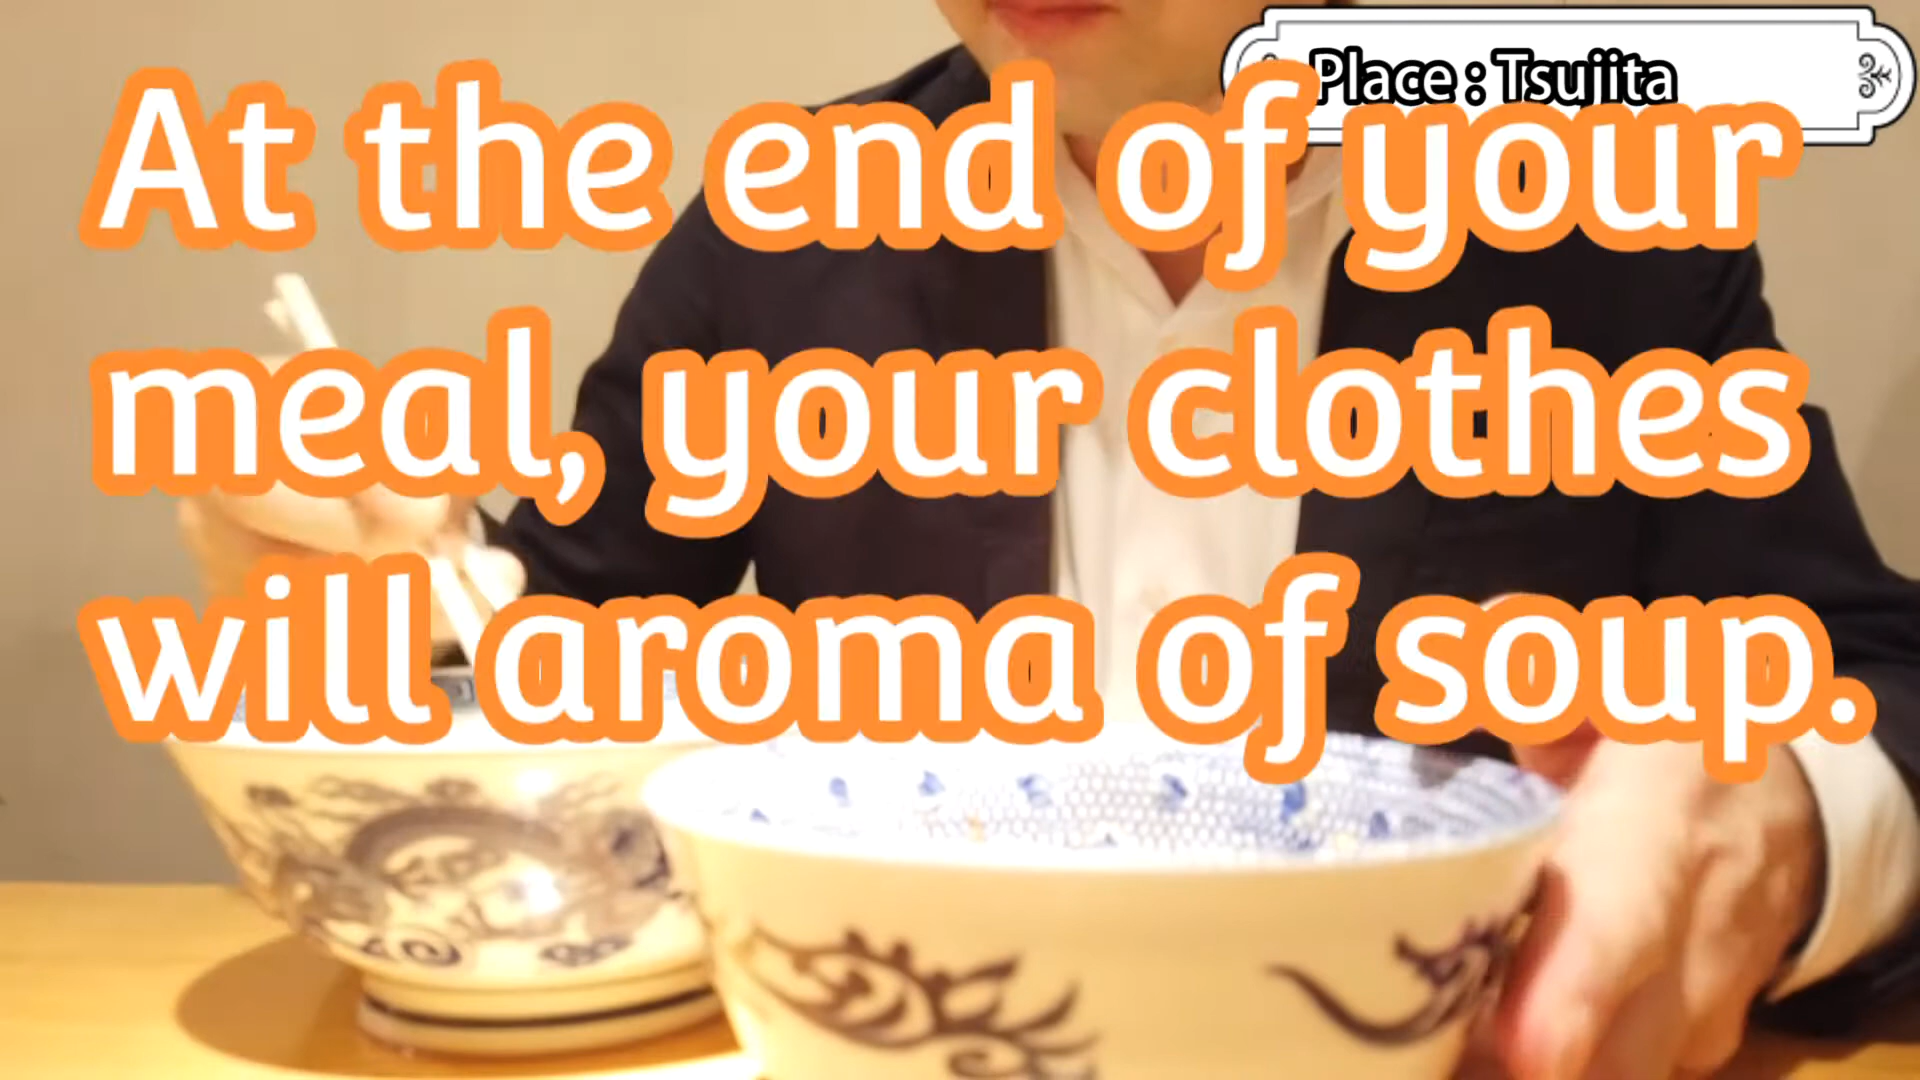 Place : Tsujita
At the end of your
meal, your clothes
will aroma of soup.